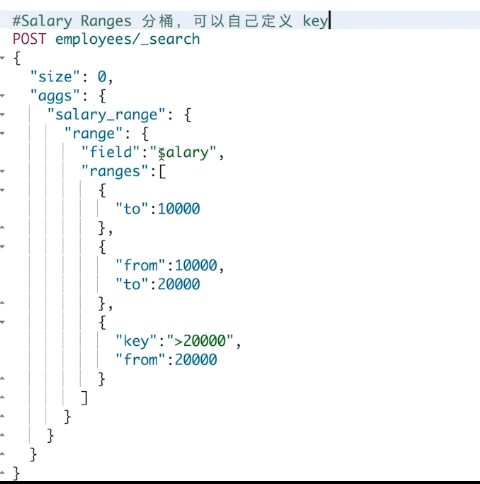 #Salary Ranges 分桶，可以自己定义 key
POST employees/_search
{
  "size": 0,
  "aggs": {
    "salary_range": {
      "range": {
        "field":"salary",
        "ranges":[
          {
            "to":10000
          },
          {
            "from":10000,
            "to":20000
          },
          {
            "key":">20000",
            "from":20000
          }
        ]
      }
    }
  }
}